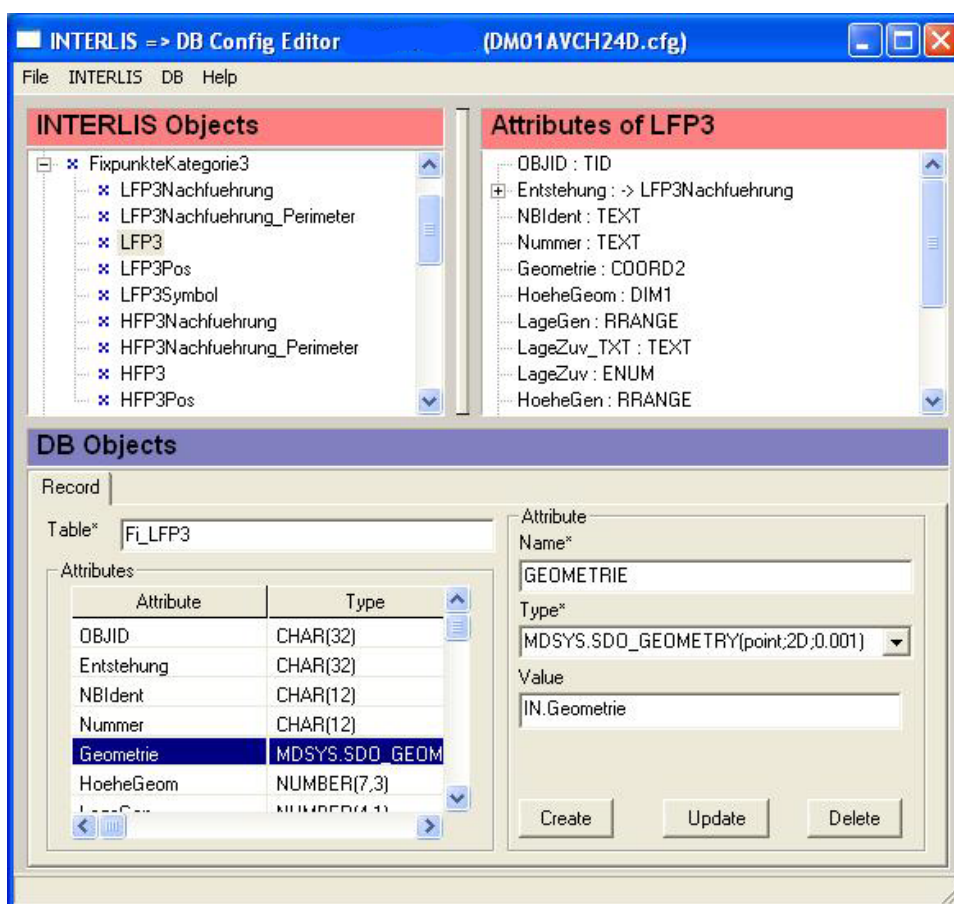 INTERLIS => DB Config Editor (DM01AVCH24D.cfg)
File INTERLIS DB Help
INTERLIS Objects
FixpunkteKategorie3
LFP3Nachfuehrung
LFP3Nachfuehrung_Perimeter
LFP3
LFP3Pos
LFP3Symbol
HFP3Nachfuehrung
HFP3Nachfuehrung_Perimeter
HFP3
HFP3Pos
Attributes of LFP3
OBJID : TID
Entstehung : -> LFP3Nachfuehrung
NBIdent : TEXT
Nummer : TEXT
Geometrie : COORD2
HoeheGeom : DIM1
LageGen : RRANGE
LageZuv_TXT : TEXT
LageZuv : ENUM
HoeheGen : RRANGE
DB Objects
Record
Table* Fi_LFP3
Attributes
Attribute Type
OBJID CHAR(32)
Entstehung CHAR(32)
NBIdent CHAR(12)
Nummer CHAR(12)
Geometrie MDSYS.SDO_GEOM
HoeheGeom NUMBER(7,3)
Attribute
Name*
GEOMETRIE
Type*
MDSYS.SDO_GEOMETRY(point;2D;0.001)
Value
IN.Geometrie
Create Update Delete